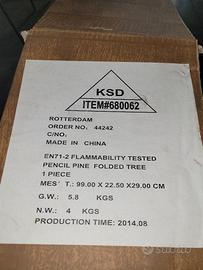 KSD
ITEM#680062
ROTTERDAM
ORDER NO. 44242
C/NO.
MADE IN CHINA
EN71-2 FLAMMABILITY TESTED
PENCIL PINE FOLDED TREE
1 PIECE
MES' T.: 99.00 X 22.50 X29.00 CM
G.W.: 5.8 KGS
N.W.: 4 KGS
PRODUCTION TIME: 2014.08
subito